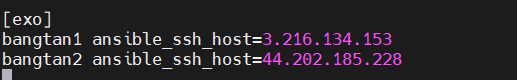 [exo]
bangtan1 ansible_ssh_host=3.216.134.153
bangtan2 ansible_ssh_host=44.202.185.228